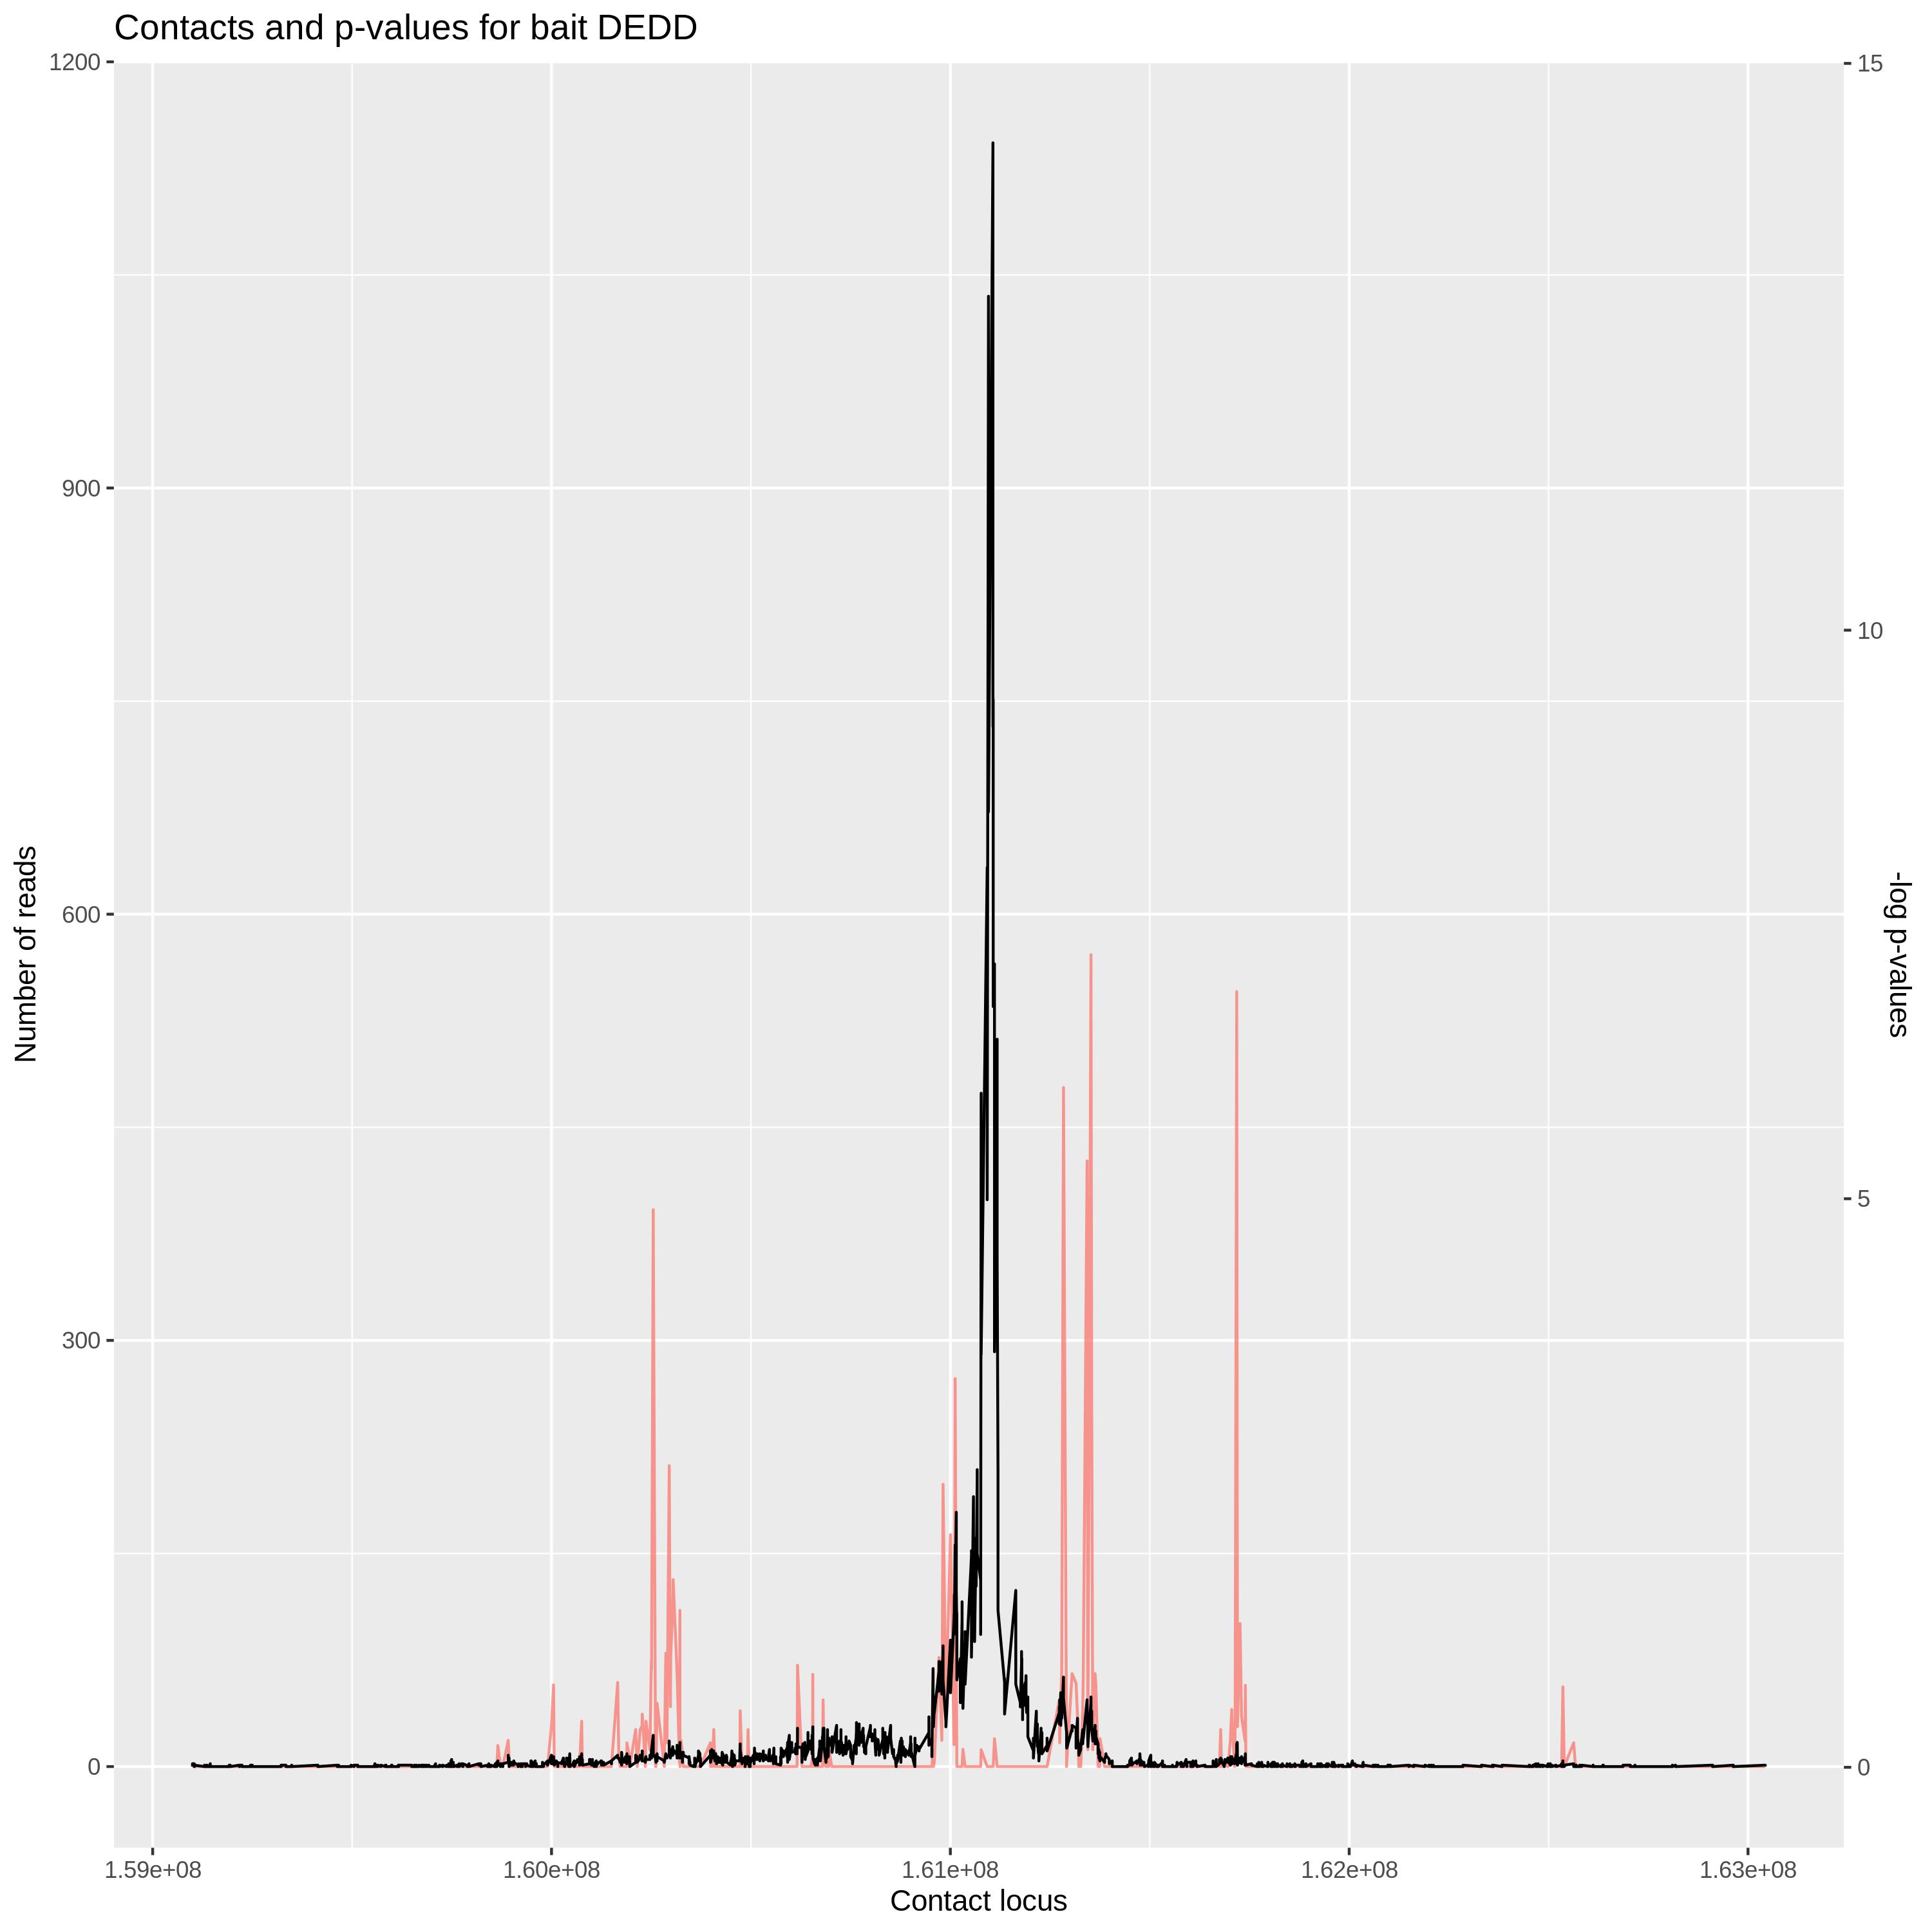 Contacts and p-values for bait DEDD
1200
900
600
300
0
Number of reads
15
10
5
0
-log p-values
1.59e+08
1.60e+08
1.61e+08
1.62e+08
1.63e+08
Contact locus